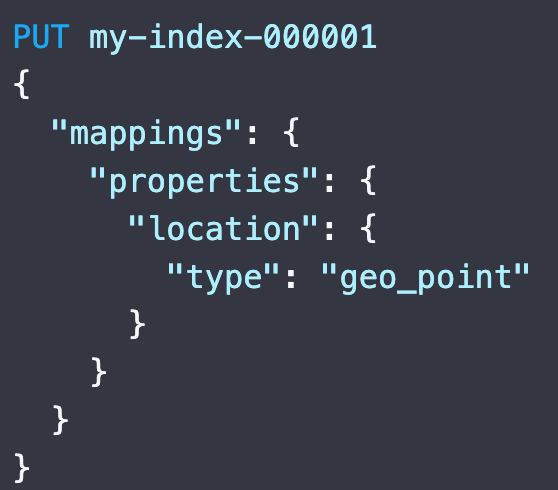 PUT my-index-000001
{
  "mappings": {
    "properties": {
      "location": {
        "type": "geo_point"
      }
    }
  }
}